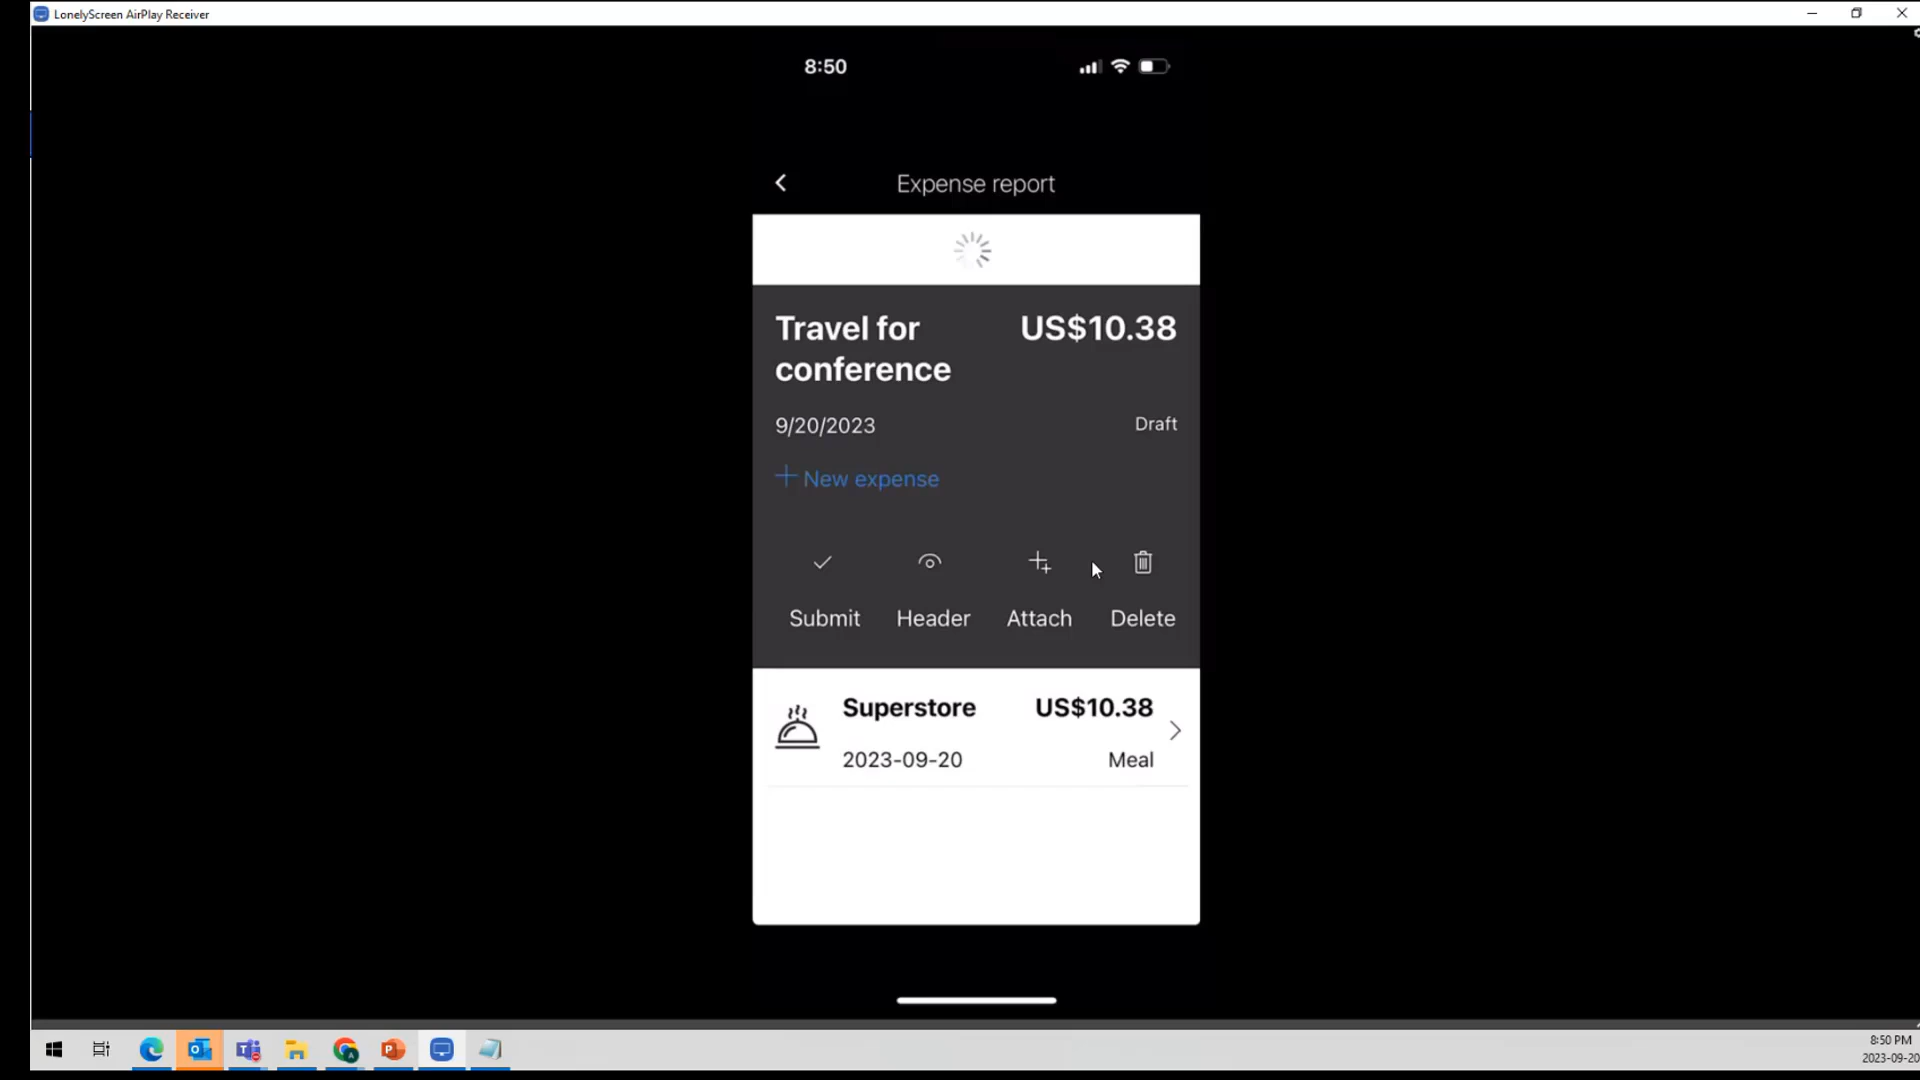 LonelyScreen AirPlay Receiver
8:50
Expense report
Travel for US$10.38
conference
9/20/2023 Draft
New expense
Submit Header Attach Delete
Superstore US$10.38
2023-09-20 Meal
8:50 PM
2023-09-20